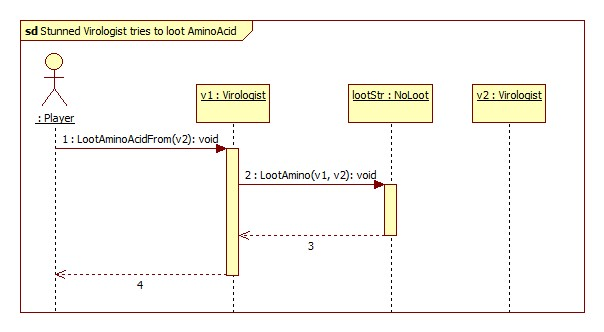 sd Stunned Virologist tries to loot AminoAcid
v1 : Virologist
lootStr : NoLoot
v2 : Virologist
: Player
1 : LootAminoAcidFrom(v2): void
2 : LootAmino(v1, v2): void
3
4